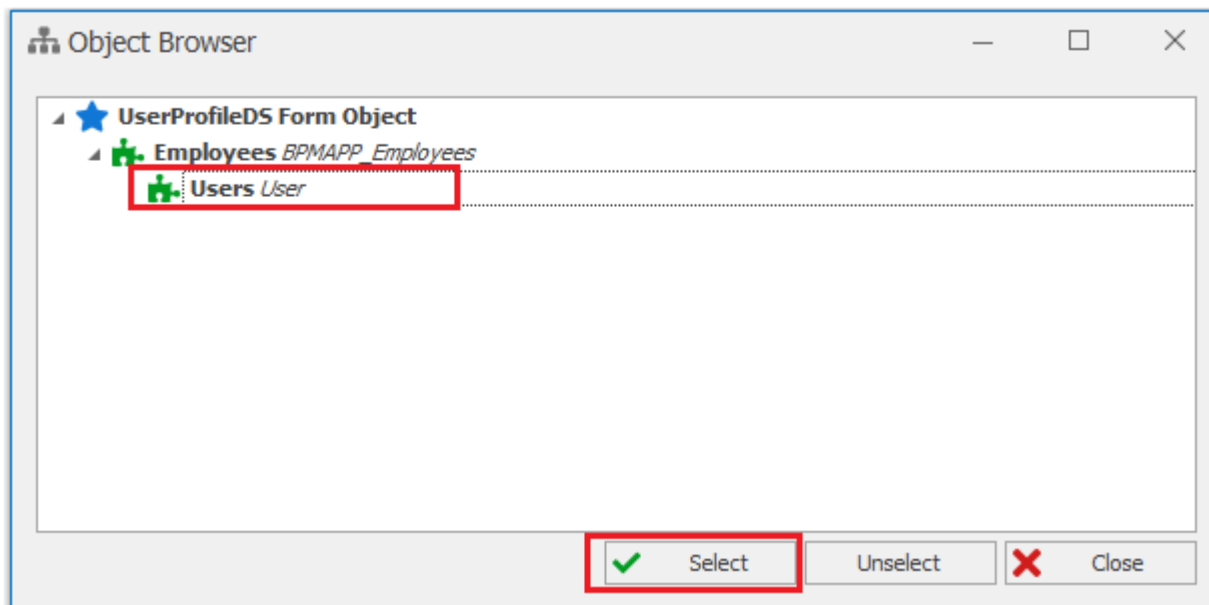 Object Browser
UserProfileDS Form Object
Employees BPMAPP_Employees
Users User
Select Unselect Close